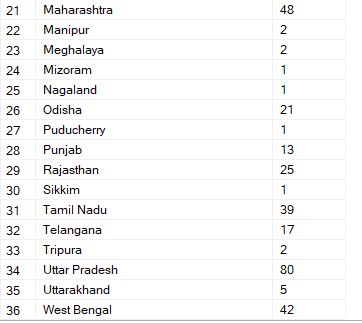 21 Maharashtra 48
22 Manipur 2
23 Meghalaya 2
24 Mizoram 1
25 Nagaland 1
26 Odisha 21
27 Puducherry 1
28 Punjab 13
29 Rajasthan 25
30 Sikkim 1
31 Tamil Nadu 39
32 Telangana 17
33 Tripura 2
34 Uttar Pradesh 80
35 Uttarakhand 5
36 West Bengal 42